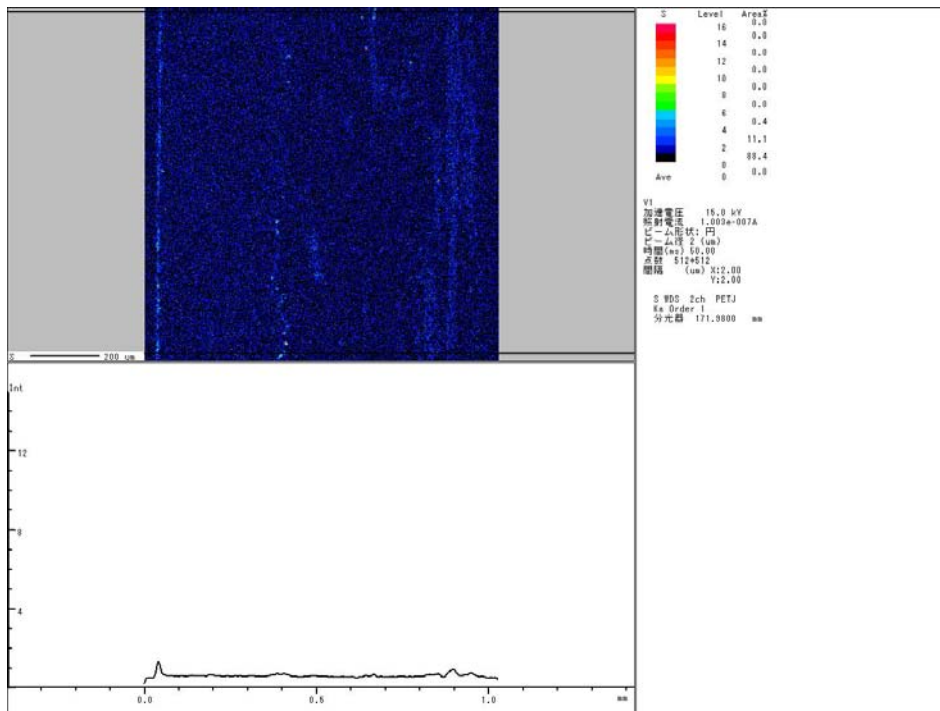 S Level Area%
16 0.0
0.0
14 0.0
12 0.0
10
8 0.0
6 0.4
4 11.1
2 88.4
0 0.0
Ave 0
V1
加速電圧 15.0 kV
照射電流 1.003e-007A
ビーム形状: 円
ビーム径 2 (um)
時間(ms) 50.00
点数 512*512
間隔 (um) X:2.00
Y:2.00
S WDS 2ch PETJ
Ka Order 1
分光器 171.9800 mm
S 200 um
Int
12
8
4
0.0 0.5 1.0 mm